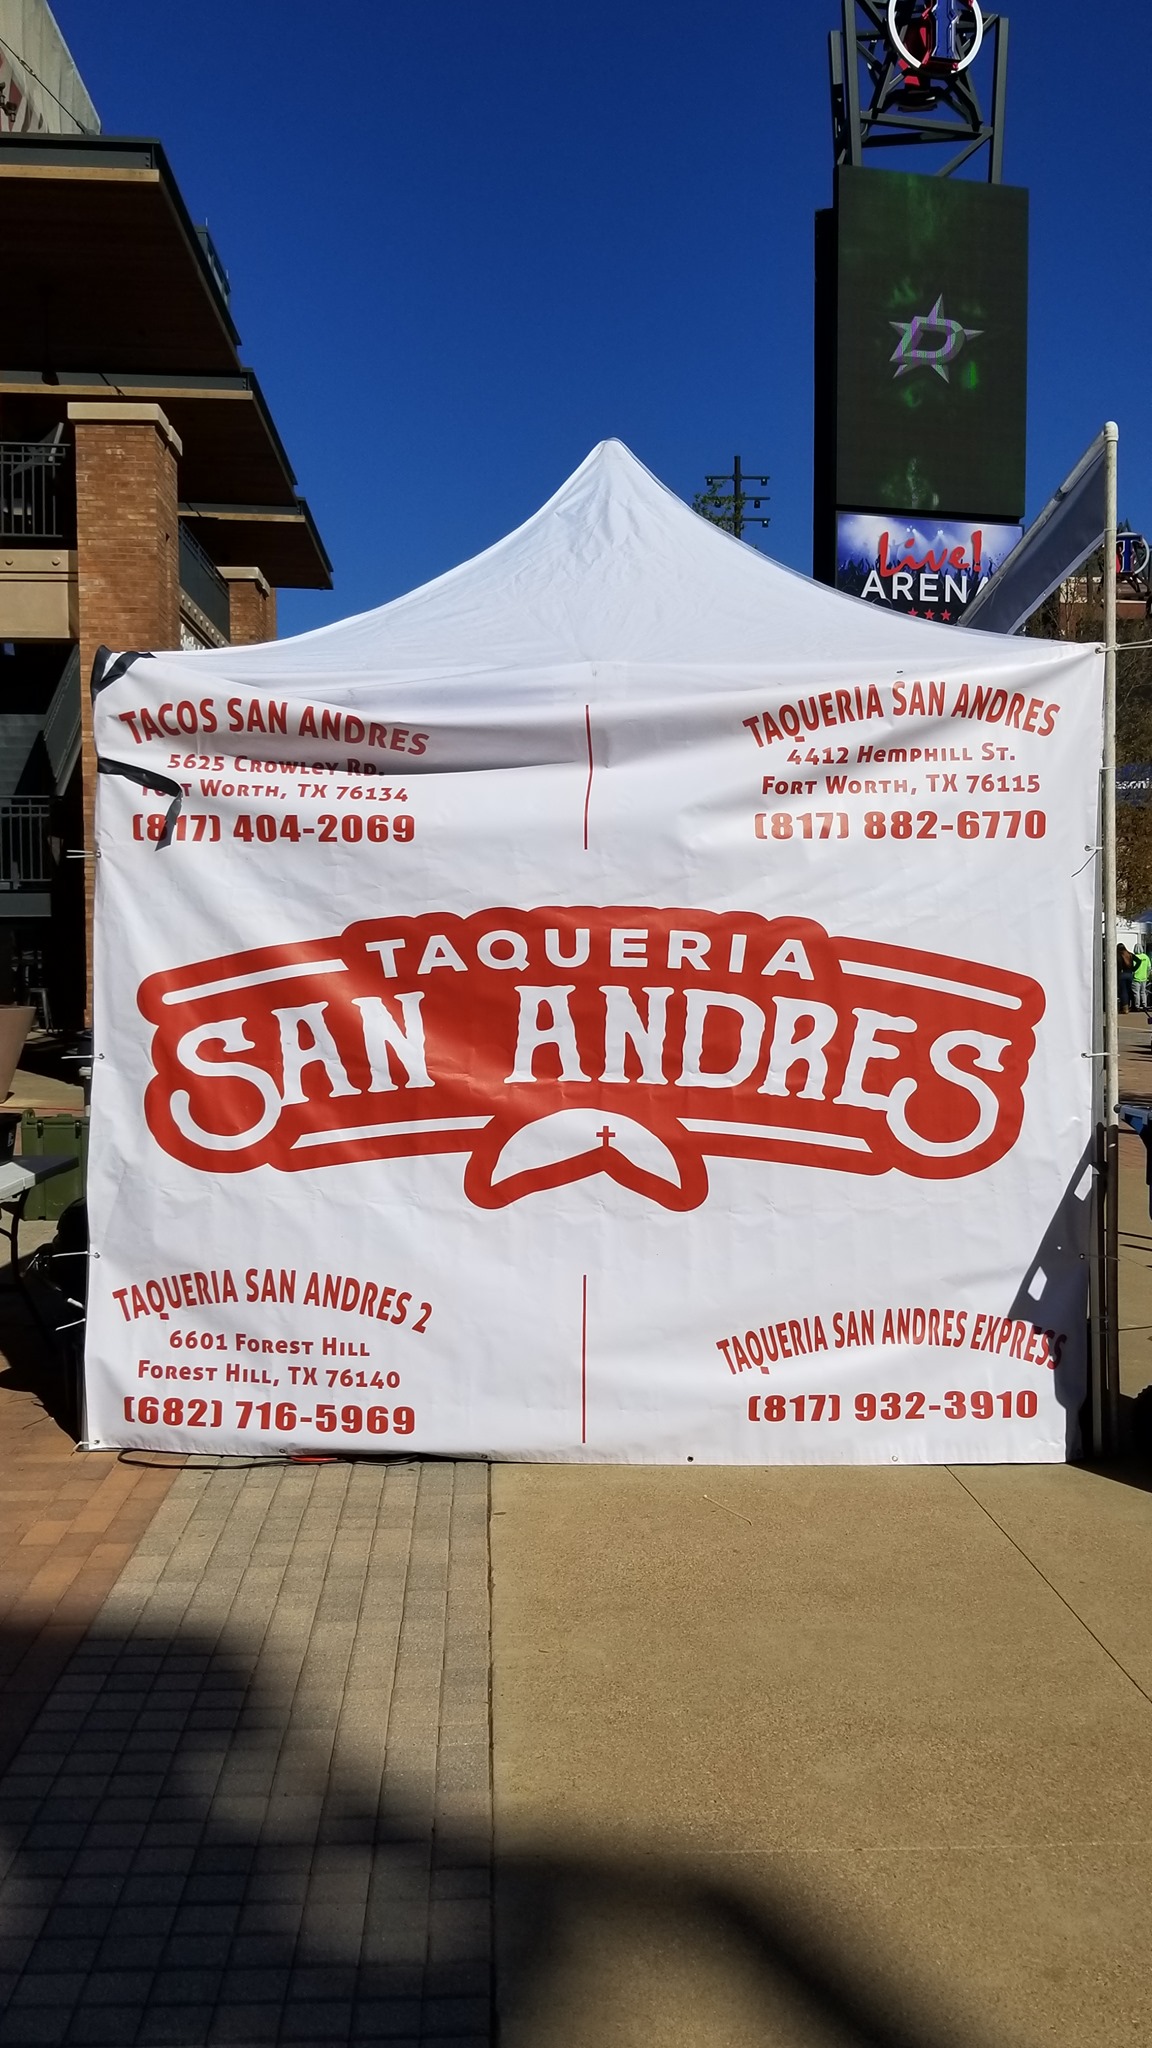 Live!
ARENA
TACOS SAN ANDRES
5625 Crowley Rd.
Fort Worth, TX 76134
(817) 404-2069
TAQUERIA SAN ANDRES
4412 Hemphill St.
Fort Worth, TX 76115
(817) 882-6770
TAQUERIA
SAN ANDRES
TAQUERIA SAN ANDRES 2
6601 Forest Hill
Forest Hill, TX 76140
(682) 716-5969
TAQUERIA SAN ANDRES EXPRESS
(817) 932-3910
D
T